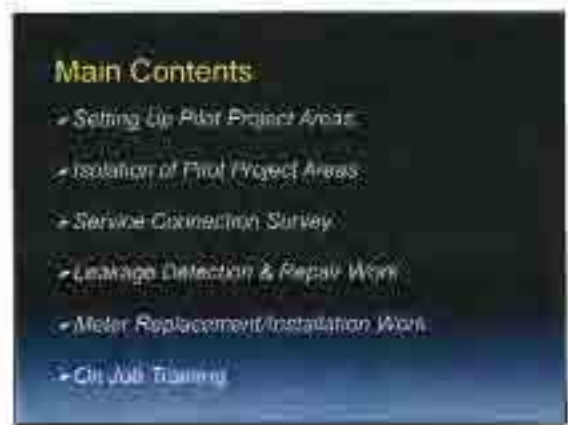 Main Contents
Setting Up Pilot Project Areas
Isolation of Pilot Project Areas
Service Connection Survey
Leakage Detection & Repair Work
Meter Replacement/Installation Work
On Job Training